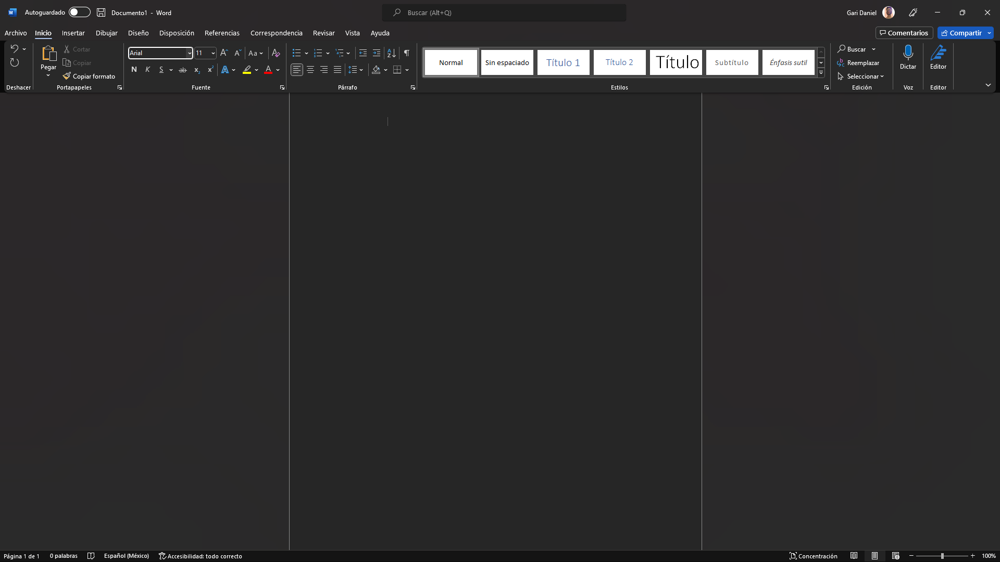 Autoguardado Documento1 - Word Buscar (Alt+Q) Gari Daniel
Archivo Inicio Insertar Dibujar Diseño Disposición Referencias Correspondencia Revisar Vista Ayuda Comentarios Compartir
Pegar
Cortar
Copiar
Copiar formato
Arial 11 Aa
N K S ab x₂ x² A A
Normal Sin espaciado Título 1 Título 2 Título Subtítulo Énfasis sutil
Buscar
Reemplazar
Seleccionar
Dictar
Editor
Deshacer Portapapeles Fuente Párrafo Estilos Edición Voz Editor
Página 1 de 1 0 palabras Español (México) Accesibilidad: todo correcto Concentración 100%